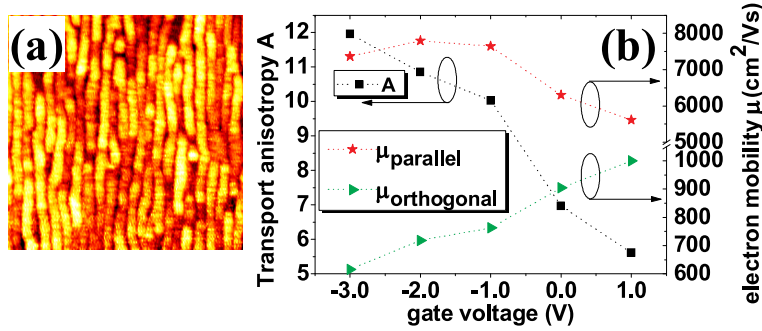 (a)
(b)
Transport anisotropy A
12
11
10
9
8
7
6
5
A
μparallel
μorthogonal
-3.0 -2.0 -1.0 0.0 1.0
gate voltage (V)
8000
7000
6000
5000
1000
900
800
700
600
electron mobility μ(cm²/Vs)